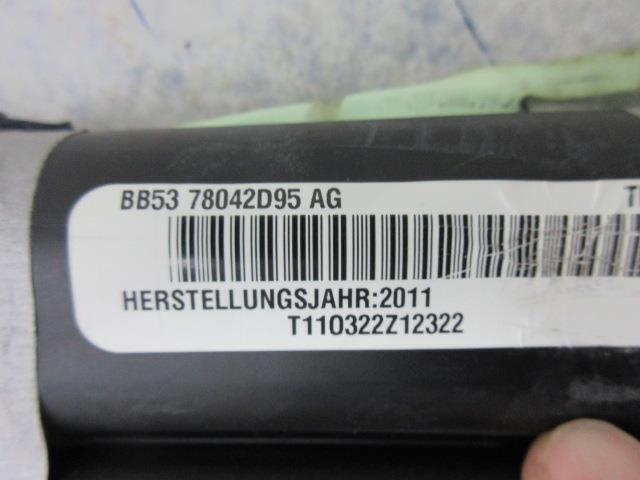 BB53 78042D95 AG
HERSTELLUNGSJAHR:2011
T110322Z12322